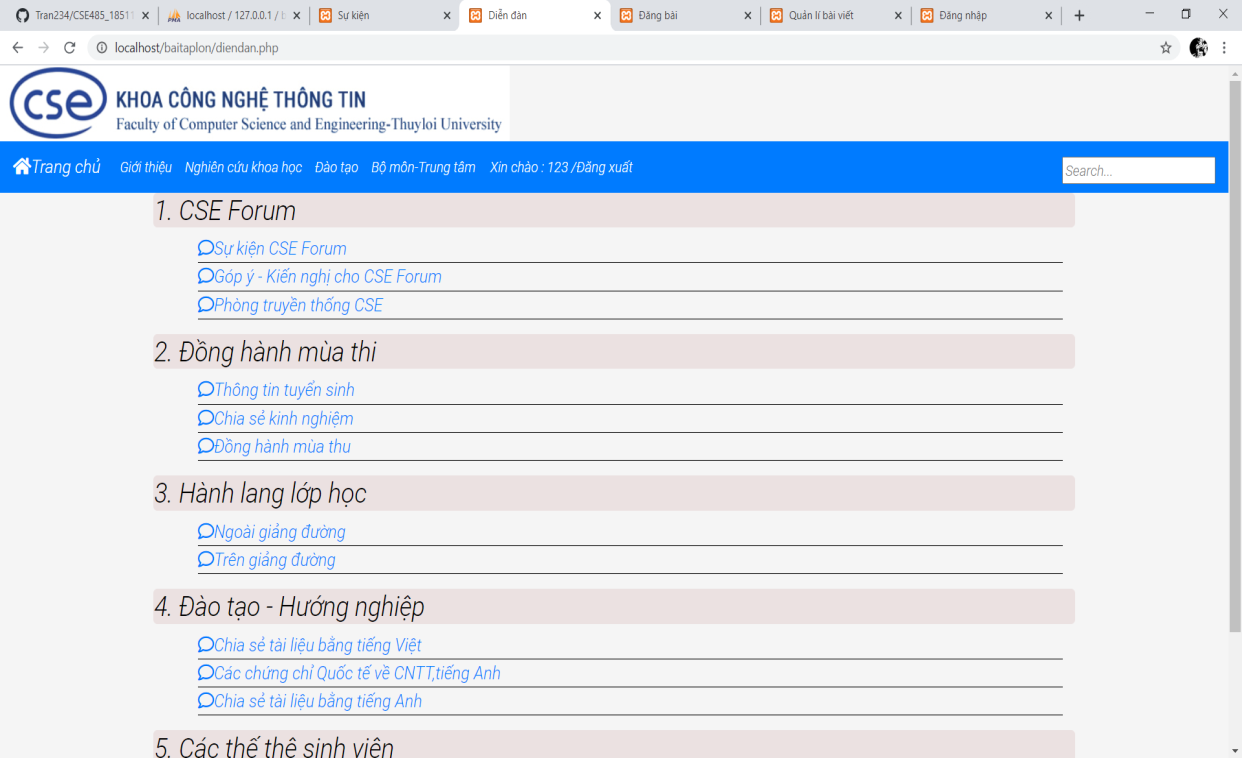 Tran234/CSE485_1851
localhost / 127.0.0.1 / b
Sự kiện
Diễn đàn
Đăng bài
Quản lí bài viết
Đăng nhập
localhost/baitaplon/diendan.php
cse
KHOA CÔNG NGHỆ THÔNG TIN
Faculty of Computer Science and Engineering-Thuyloi University
Trang chủ Giới thiệu Nghiên cứu khoa học Đào tạo Bộ môn-Trung tâm Xin chào : 123 /Đăng xuất Search...
1. CSE Forum
Sự kiện CSE Forum
Góp ý - Kiến nghị cho CSE Forum
Phòng truyền thống CSE
2. Đồng hành mùa thi
Thông tin tuyển sinh
Chia sẻ kinh nghiệm
Đồng hành mùa thu
3. Hành lang lớp học
Ngoài giảng đường
Trên giảng đường
4. Đào tạo - Hướng nghiệp
Chia sẻ tài liệu bằng tiếng Việt
Các chứng chỉ Quốc tế về CNTT,tiếng Anh
Chia sẻ tài liệu bằng tiếng Anh
5. Các thế thê sinh viên